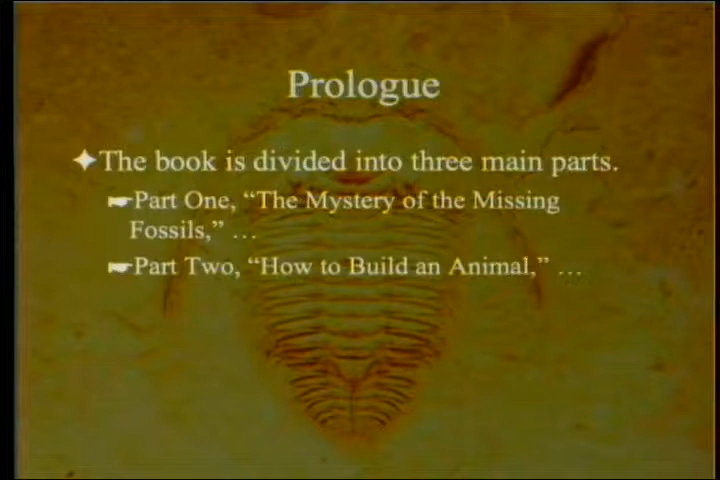 Prologue
The book is divided into three main parts.
Part One, “The Mystery of the Missing
Fossils,” …
Part Two, “How to Build an Animal,” …